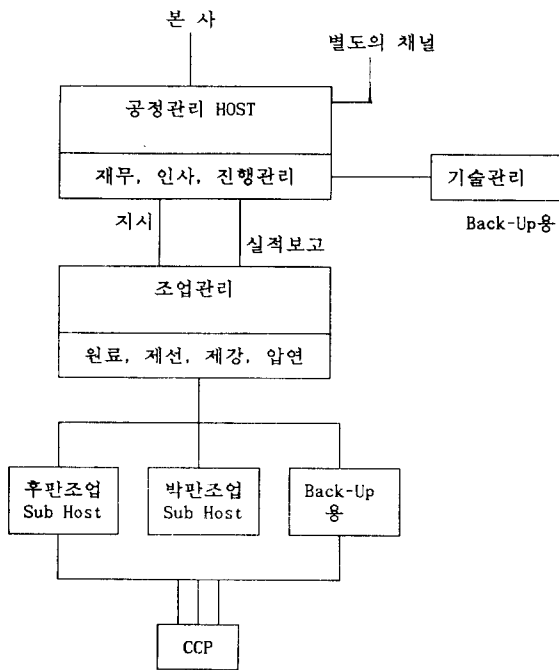 본 사
별도의 채널
공정관리 HOST
재무, 인사, 진행관리
기술관리
Back-Up용
지시
실적보고
조업관리
원료, 제선, 제강, 압연
후판조업
Sub Host
박판조업
Sub Host
Back-Up
용
CCP